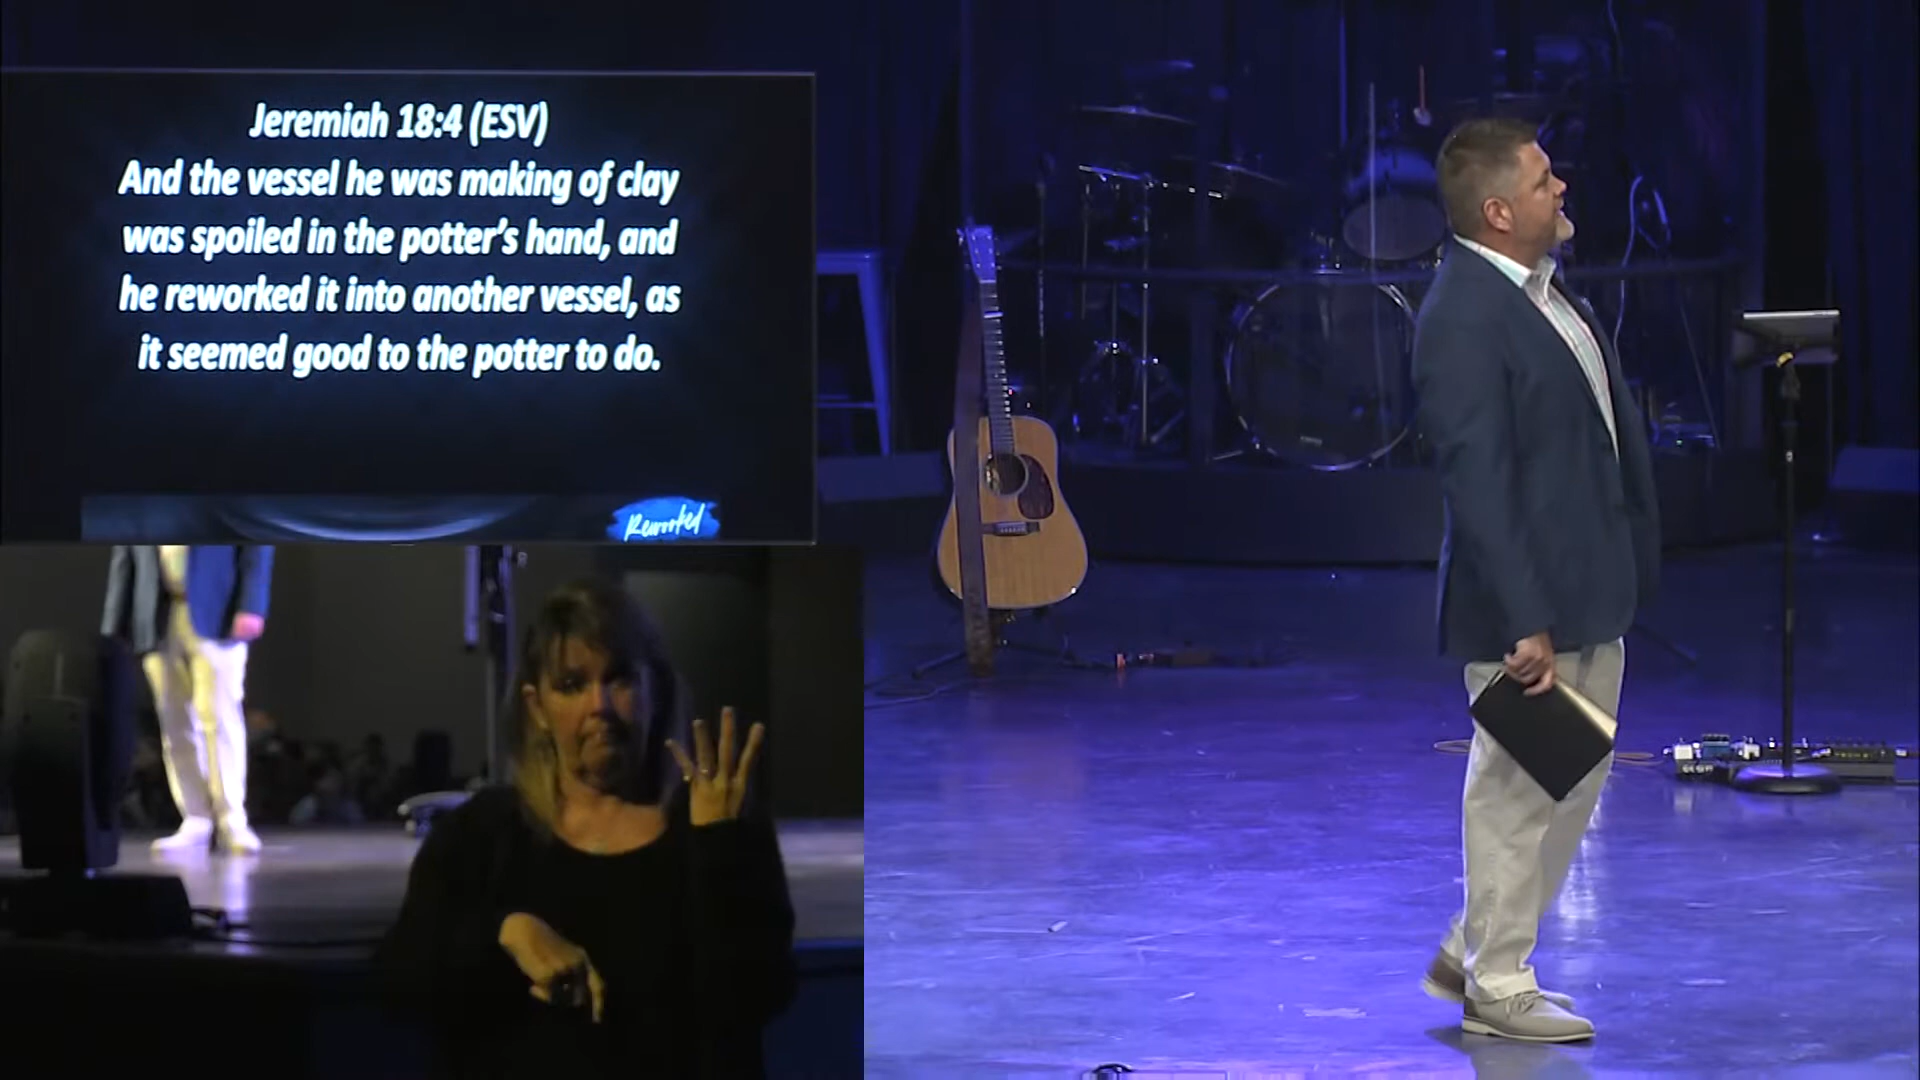 Jeremiah 18:4 (ESV)
And the vessel he was making of clay
was spoiled in the potter's hand, and
he reworked it into another vessel, as
it seemed good to the potter to do.
Reworked